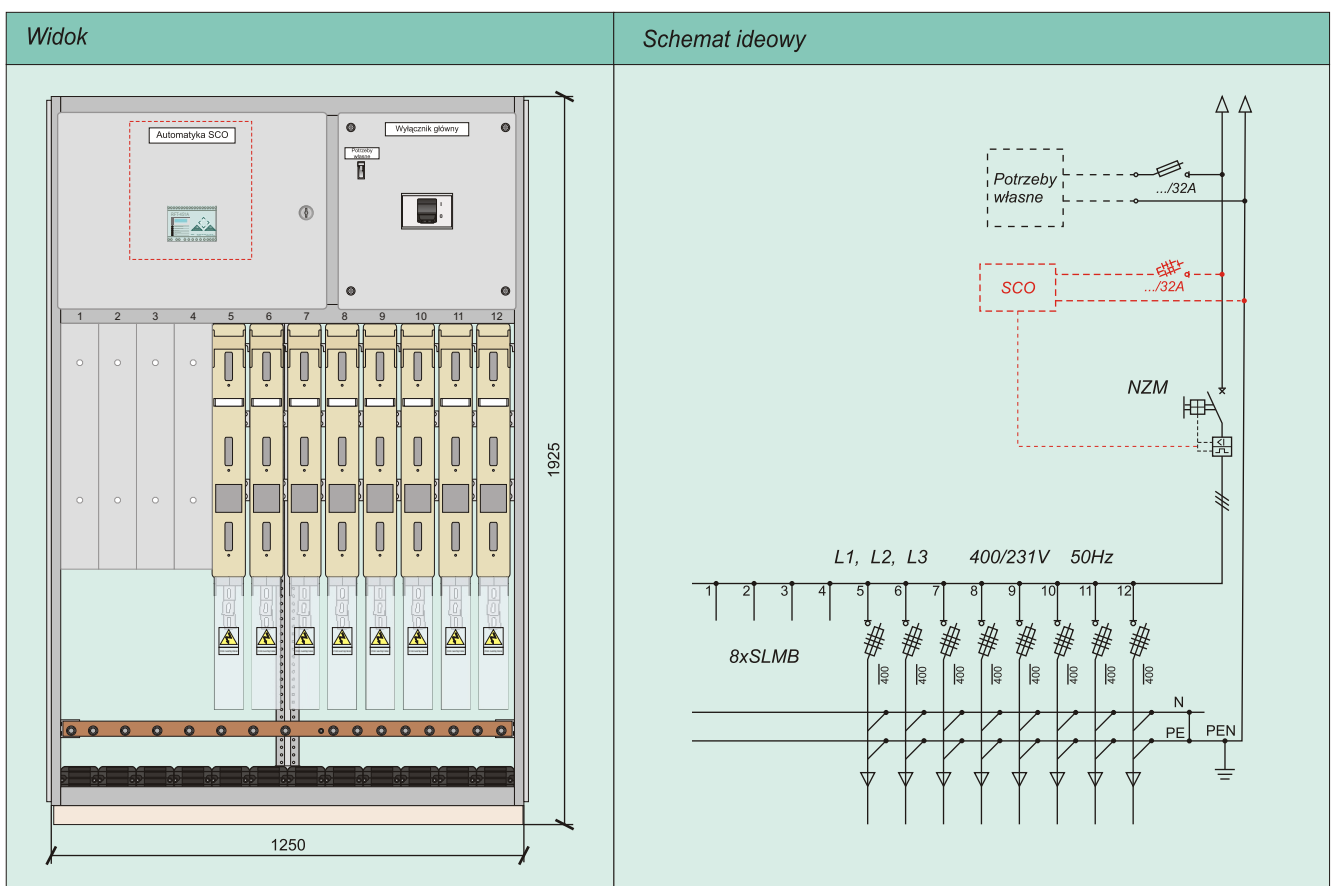 Widok
Schemat ideowy
Automatyka SCO
Wyłącznik główny
Potrzeby
własne
I
0
1 2 3 4 5 6 7 8 9 10 11 12
1925
1250
Potrzeby
własne
.../32A
SCO
.../32A
NZM
L1, L2, L3 400/231V 50Hz
1 2 3 4 5 6 7 8 9 10 11 12
8xSLMB
400 400 400 400 400 400 400 400
N
PE PEN